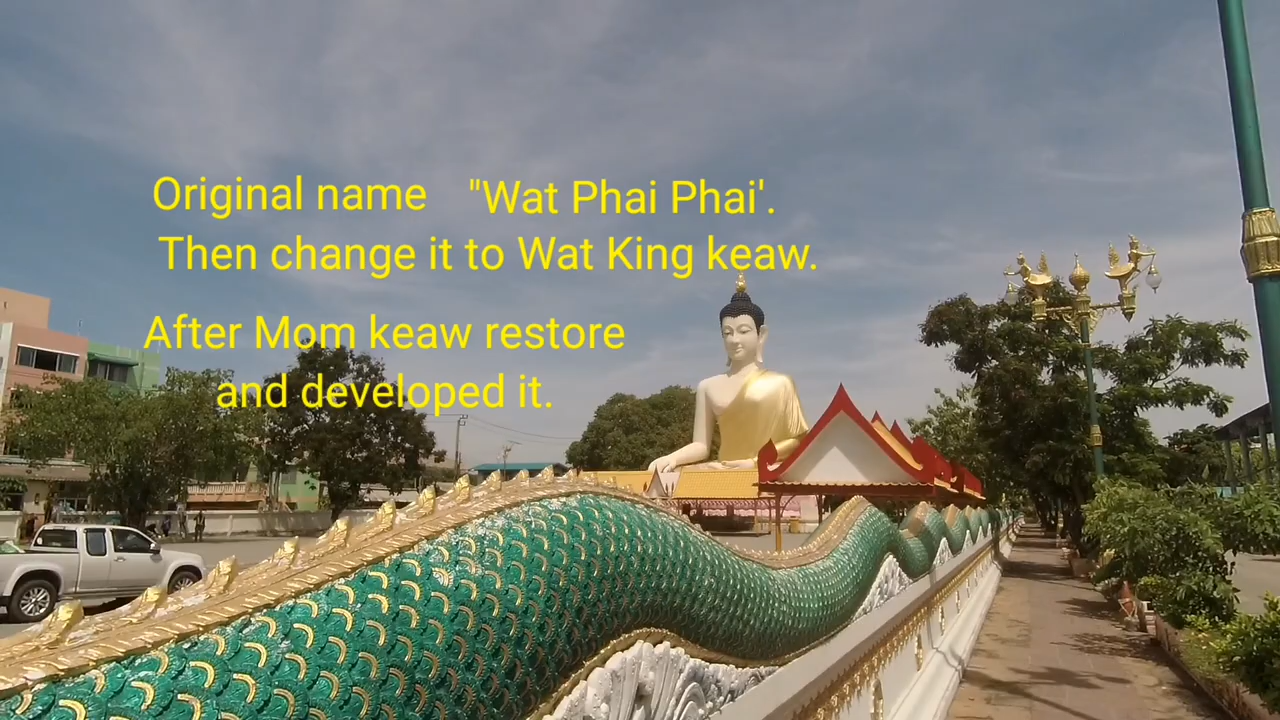 Original name "Wat Phai Phai'.
Then change it to Wat King keaw.
After Mom keaw restore
and developed it.